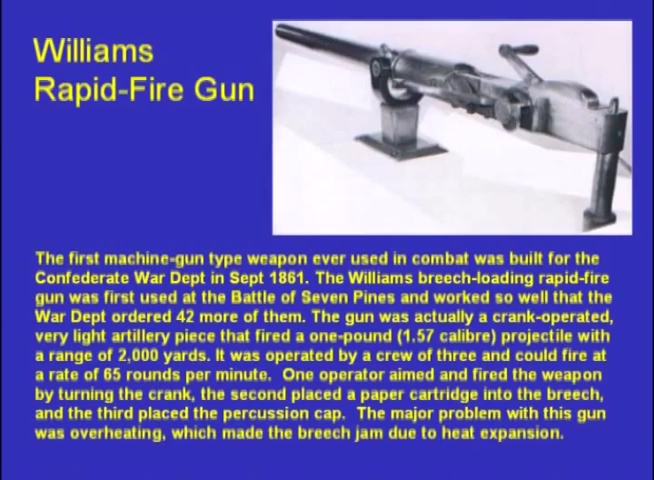 Williams
Rapid-Fire Gun
The first machine-gun type weapon ever used in combat was built for the
Confederate War Dept in Sept 1861. The Williams breech-loading rapid-fire
gun was first used at the Battle of Seven Pines and worked so well that the
War Dept ordered 42 more of them. The gun was actually a crank-operated,
very light artillery piece that fired a one-pound (1.57 calibre) projectile with
a range of 2,000 yards. It was operated by a crew of three and could fire at
a rate of 65 rounds per minute. One operator aimed and fired the weapon
by turning the crank, the second placed a paper cartridge into the breech,
and the third placed the percussion cap. The major problem with this gun
was overheating, which made the breech jam due to heat expansion.